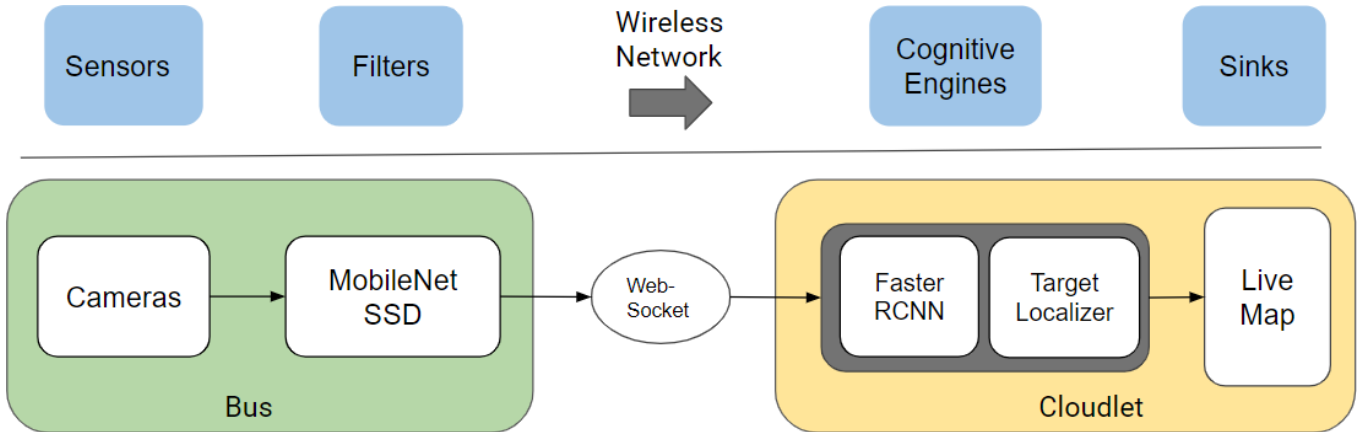 Sensors
Filters
Wireless
Network
Cognitive
Engines
Sinks
Cameras
MobileNet
SSD
Web-
Socket
Faster
RCNN
Target
Localizer
Live
Map
Bus
Cloudlet